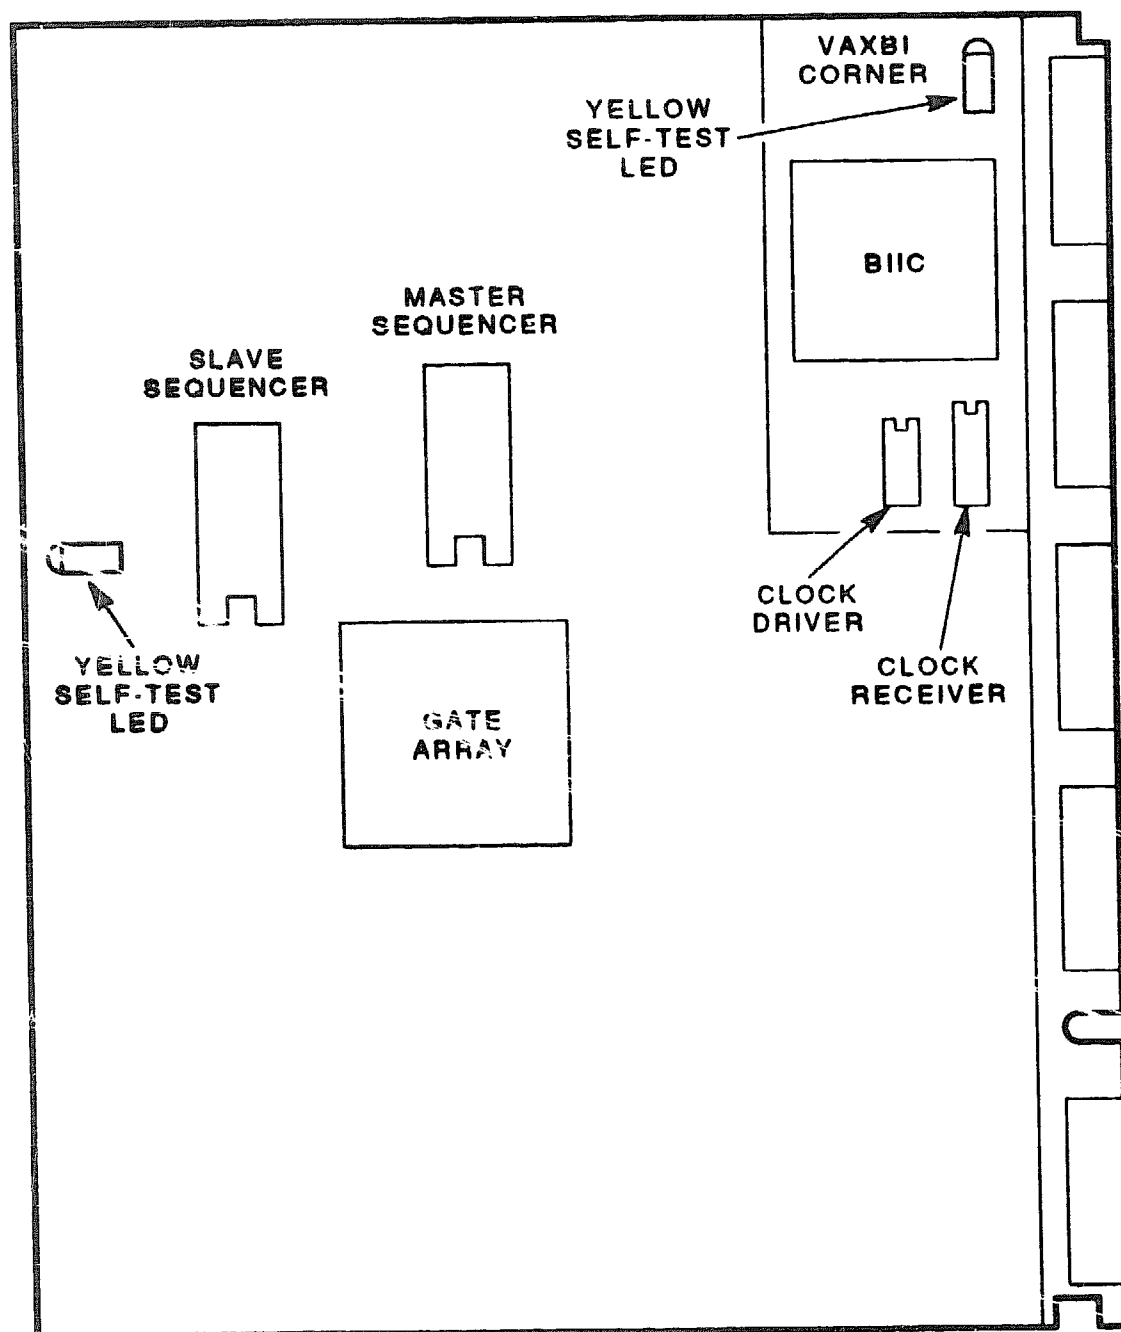 VAXBI
CORNER
YELLOW
SELF-TEST
LED
BIIC
MASTER
SEQUENCER
SLAVE
SEQUENCER
CLOCK
DRIVER
CLOCK
RECEIVER
YELLOW
SELF-TEST
LED
GATE
ARRAY